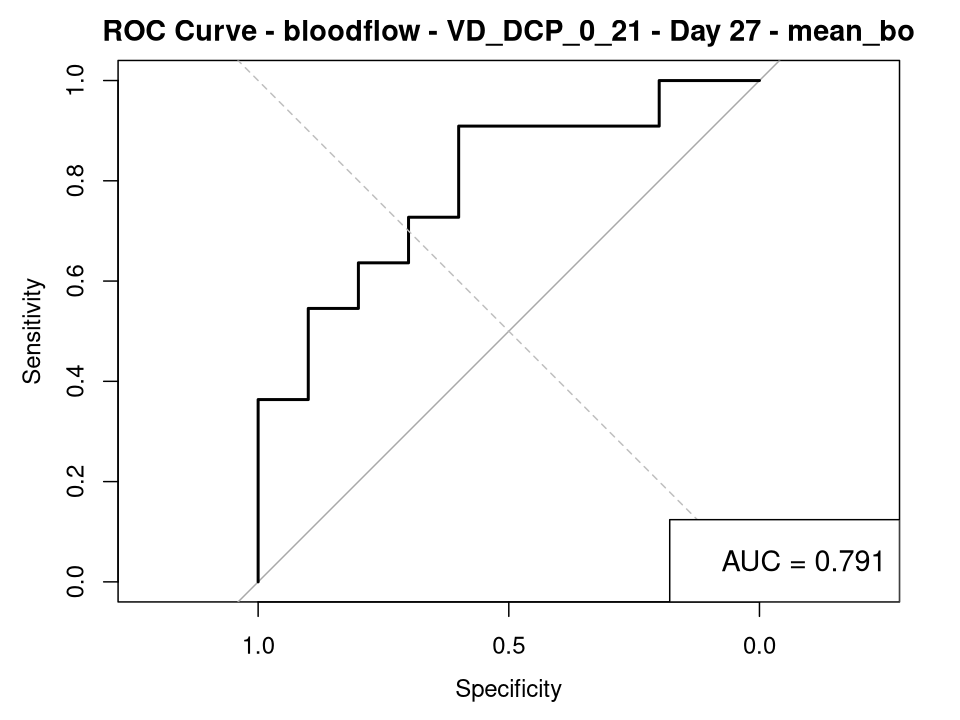 ROC Curve - bloodflow - VD_DCP_0_21 - Day 27 - mean_bo
1.0
0.8
0.6
0.4
0.2
0.0
Sensitivity
AUC = 0.791
1.0 0.5 0.0
Specificity